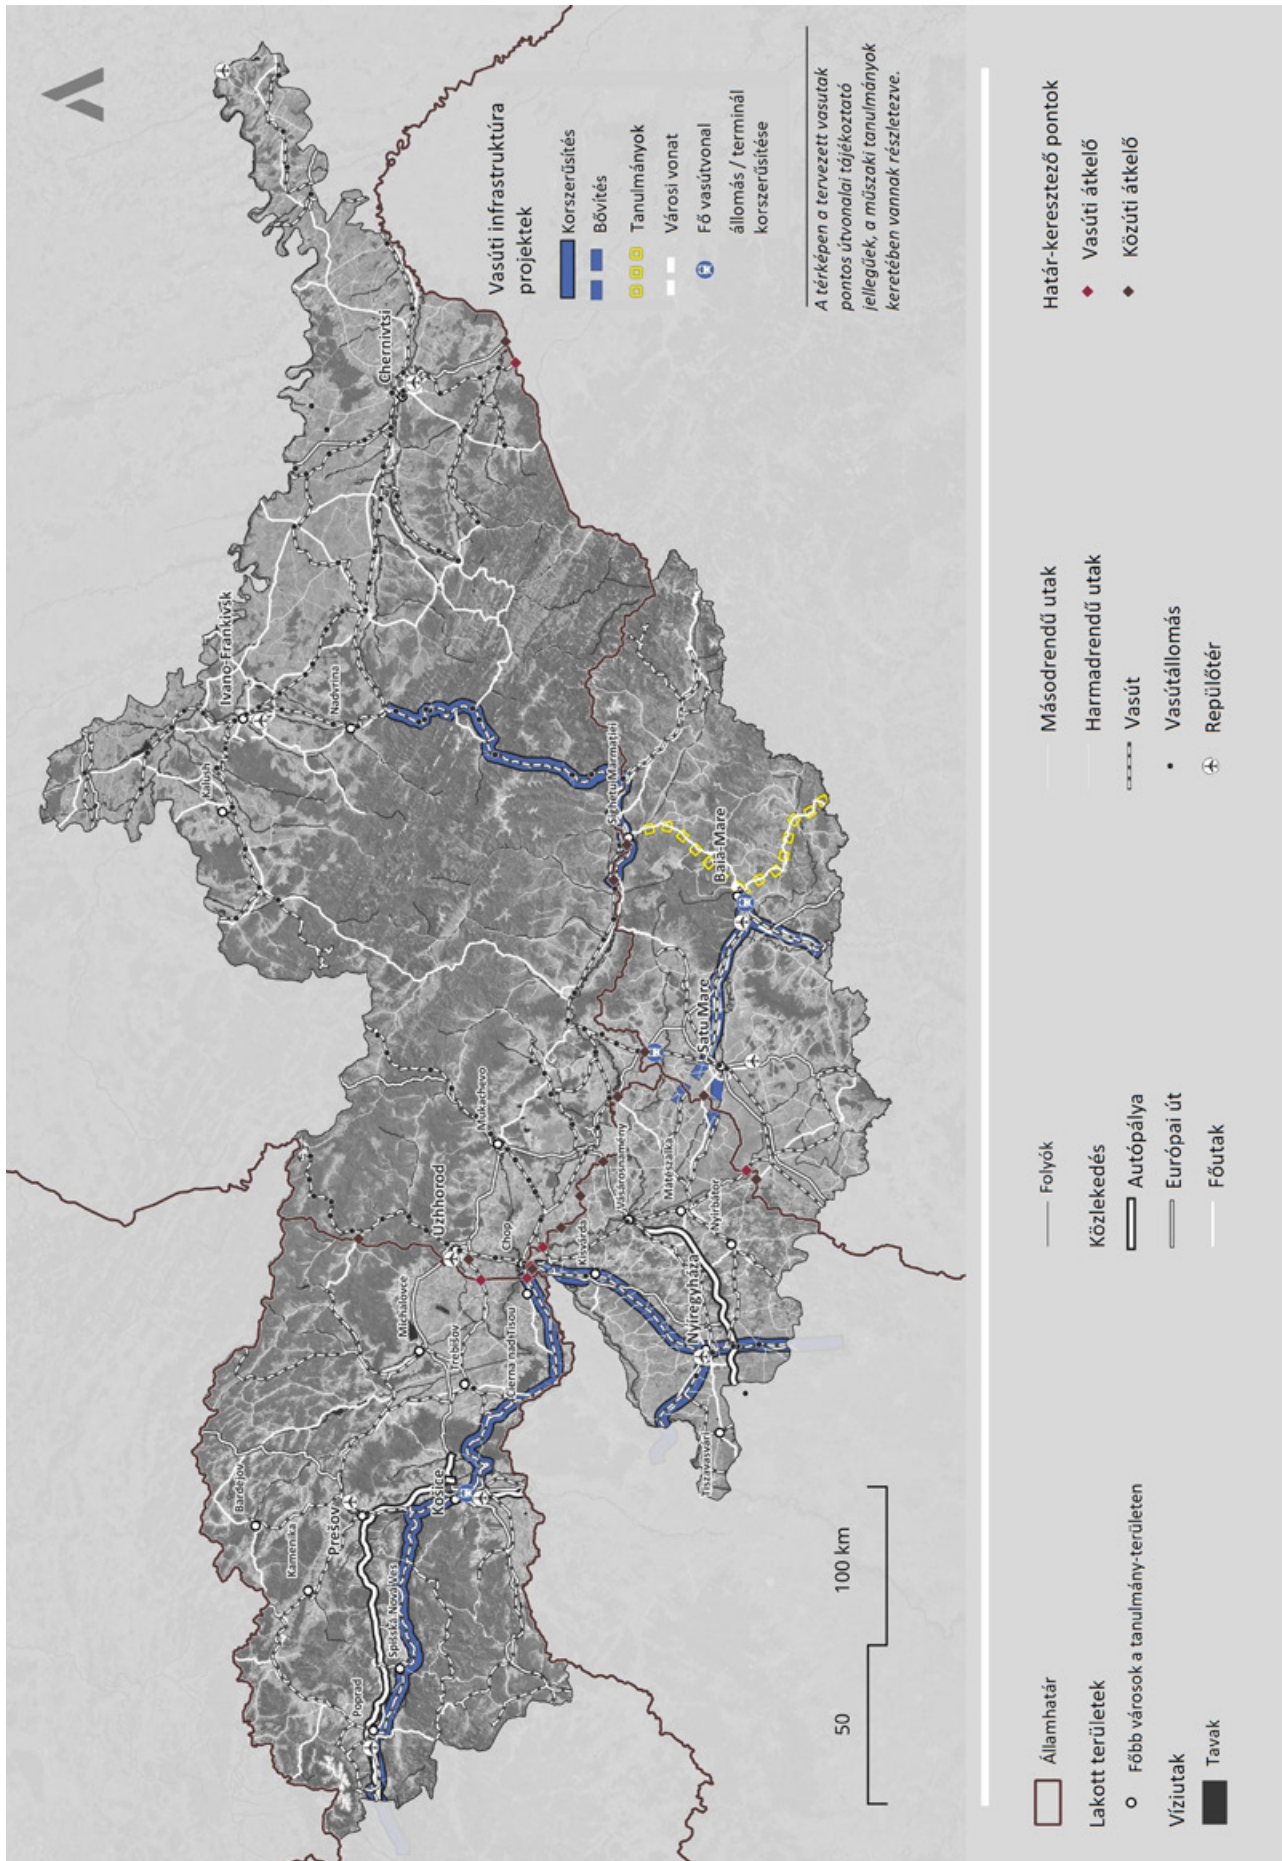 Vasúti infrastruktúra
projektek
Korszerűsítés
Bővítés
Tanulmányok
Városi vonat
Fő vasútvonal
állomás / terminál
korszerűsítése
A térképen a tervezett vasutak
pontos útvonalai tájékoztató
jellegűek, a műszaki tanulmányok
keretében vannak részletezve.
Chernivtsi
Ivano-Frankivsk
Nadvirna
Kalush
Sighetu Marmatiei
Baia-Mare
Satu Mare
Mukachevo
Uzhhorod
Chop
Vásárosnamény
Mátészalka
Nyírbátor
Kisvárda
Nyíregyháza
Tiszavasvári
Michalovce
Trebišov
Čierna nad Tisou
Košice
Prešov
Bardejov
Kamenika
Spišská Nová Ves
Poprad
50
100 km
Államhatár
Lakott területek
Főbb városok a tanulmány-területen
Víziutak
Tavak
Folyók
Közlekedés
Autópálya
Európai út
Főutak
Másodrendű utak
Harmadrendű utak
Vasút
Vasútállomás
Repülőtér
Határ-keresztező pontok
Vasúti átkelő
Közúti átkelő